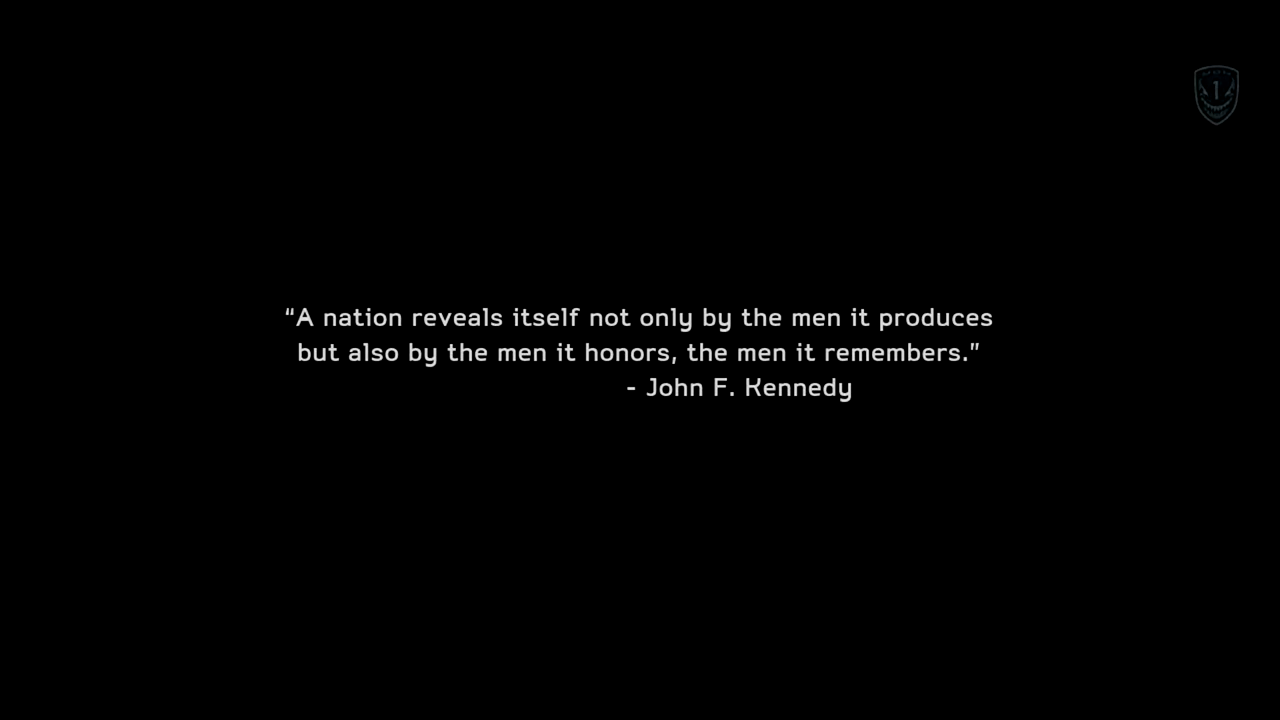 “A nation reveals itself not only by the men it produces
but also by the men it honors, the men it remembers.”
- John F. Kennedy
1